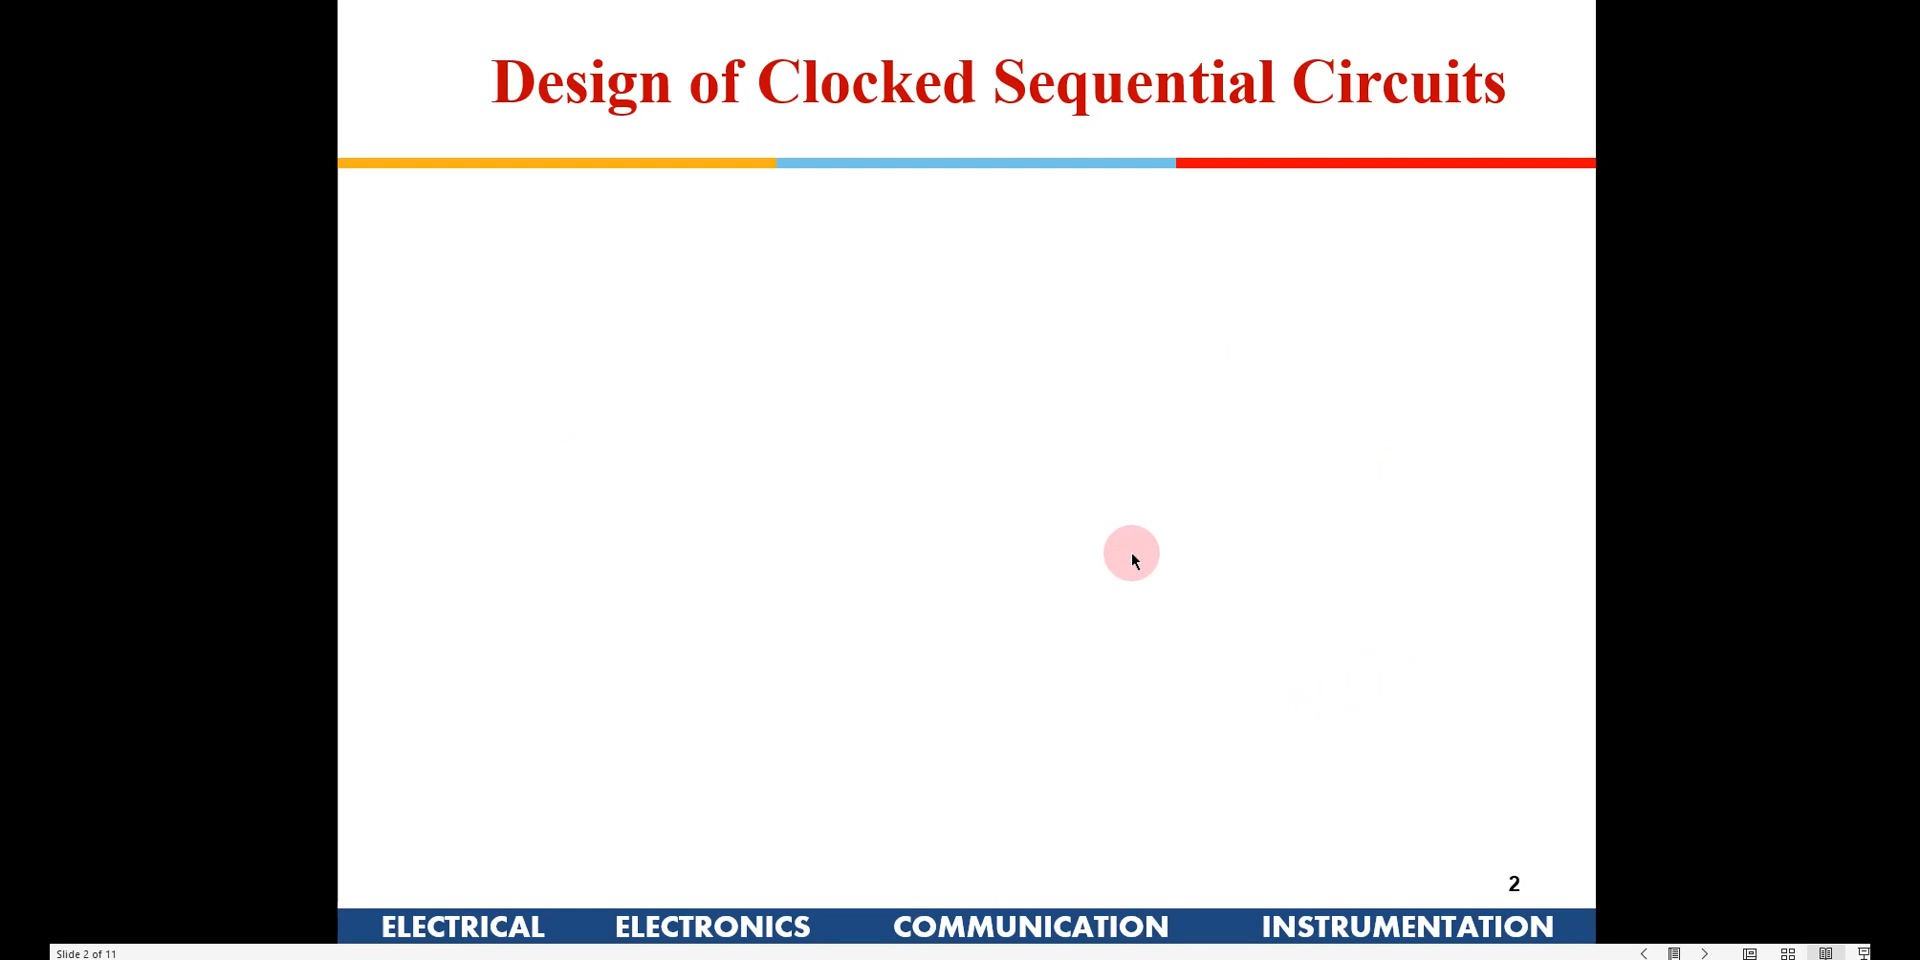 Design of Clocked Sequential Circuits
2
ELECTRICAL ELECTRONICS COMMUNICATION INSTRUMENTATION
Slide 2 of 11